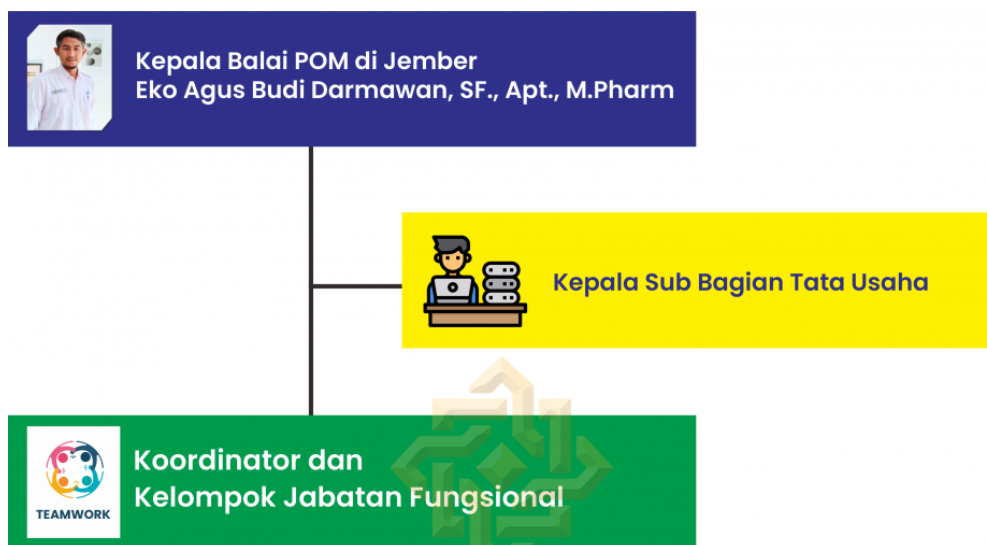 Kepala Balai POM di Jember
Eko Agus Budi Darmawan, SF., Apt., M.Pharm
Kepala Sub Bagian Tata Usaha
Koordinator dan
Kelompok Jabatan Fungsional
TEAMWORK